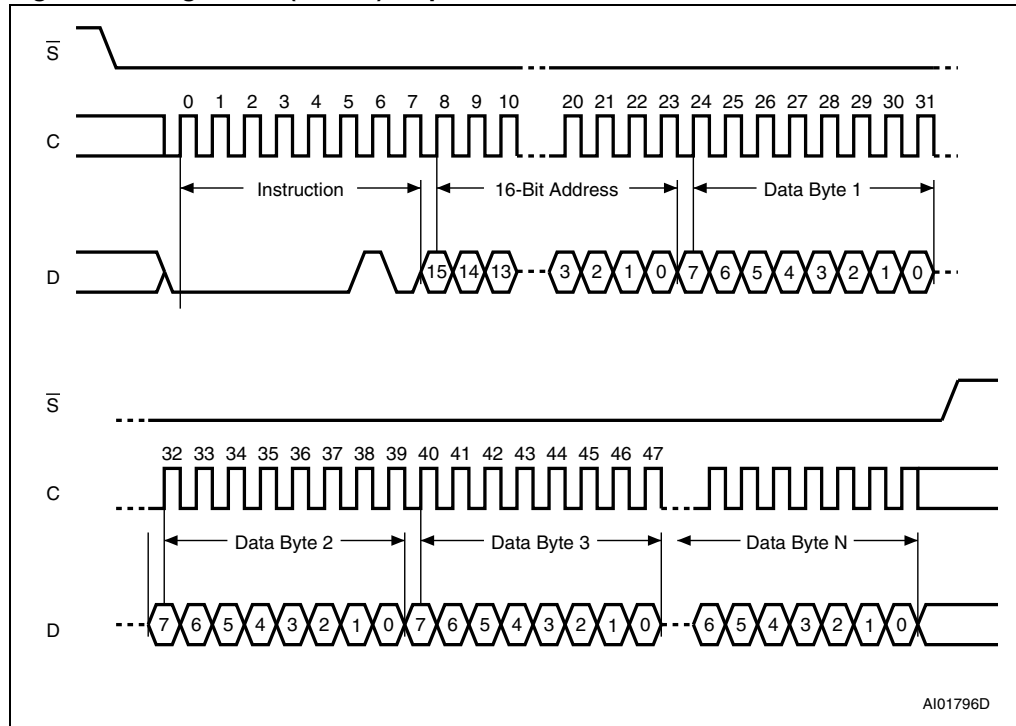 S̅
0 1 2 3 4 5 6 7 8 9 10 20 21 22 23 24 25 26 27 28 29 30 31
C
Instruction 16-Bit Address Data Byte 1
D 15 14 13 3 2 1 0 7 6 5 4 3 2 1 0
S̅
32 33 34 35 36 37 38 39 40 41 42 43 44 45 46 47
C
Data Byte 2 Data Byte 3 Data Byte N
D 7 6 5 4 3 2 1 0 7 6 5 4 3 2 1 0 6 5 4 3 2 1 0
AI01796D